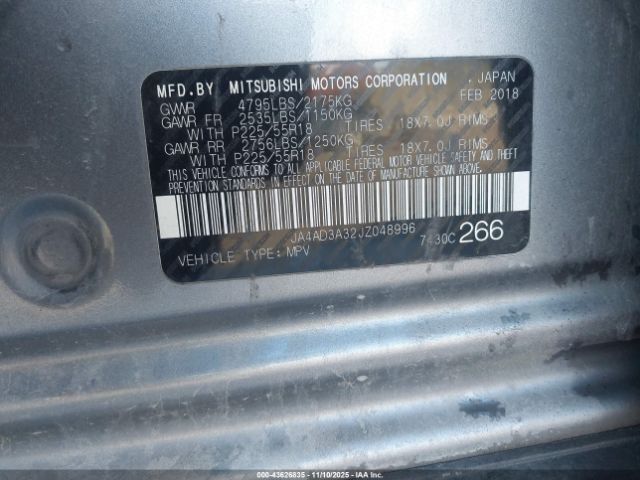 MFD.BY MITSUBISHI MOTORS CORPORATION , JAPAN
GVWR 4795LBS/2175KG FEB 2018
GAWR FR 2535LBS/1150KG
WITH P225/55R18 TIRES 18X7.0J RIMS
GAWR RR 2756LBS/1250KG
WITH P225/55R18 TIRES 18X7.0J RIMS
THIS VEHICLE CONFORMS TO ALL APPLICABLE FEDERAL MOTOR VEHICLE SAFETY AND THEFT
PREVENTION STANDARDS IN EFFECT ON THE DATE OF MANUFACTURE SHOWN ABOVE.
JA4AD3A32JZ048996 7430C 266
VEHICLE TYPE: MPV
000-43626835 - 11/10/2025 - IAAI.COM